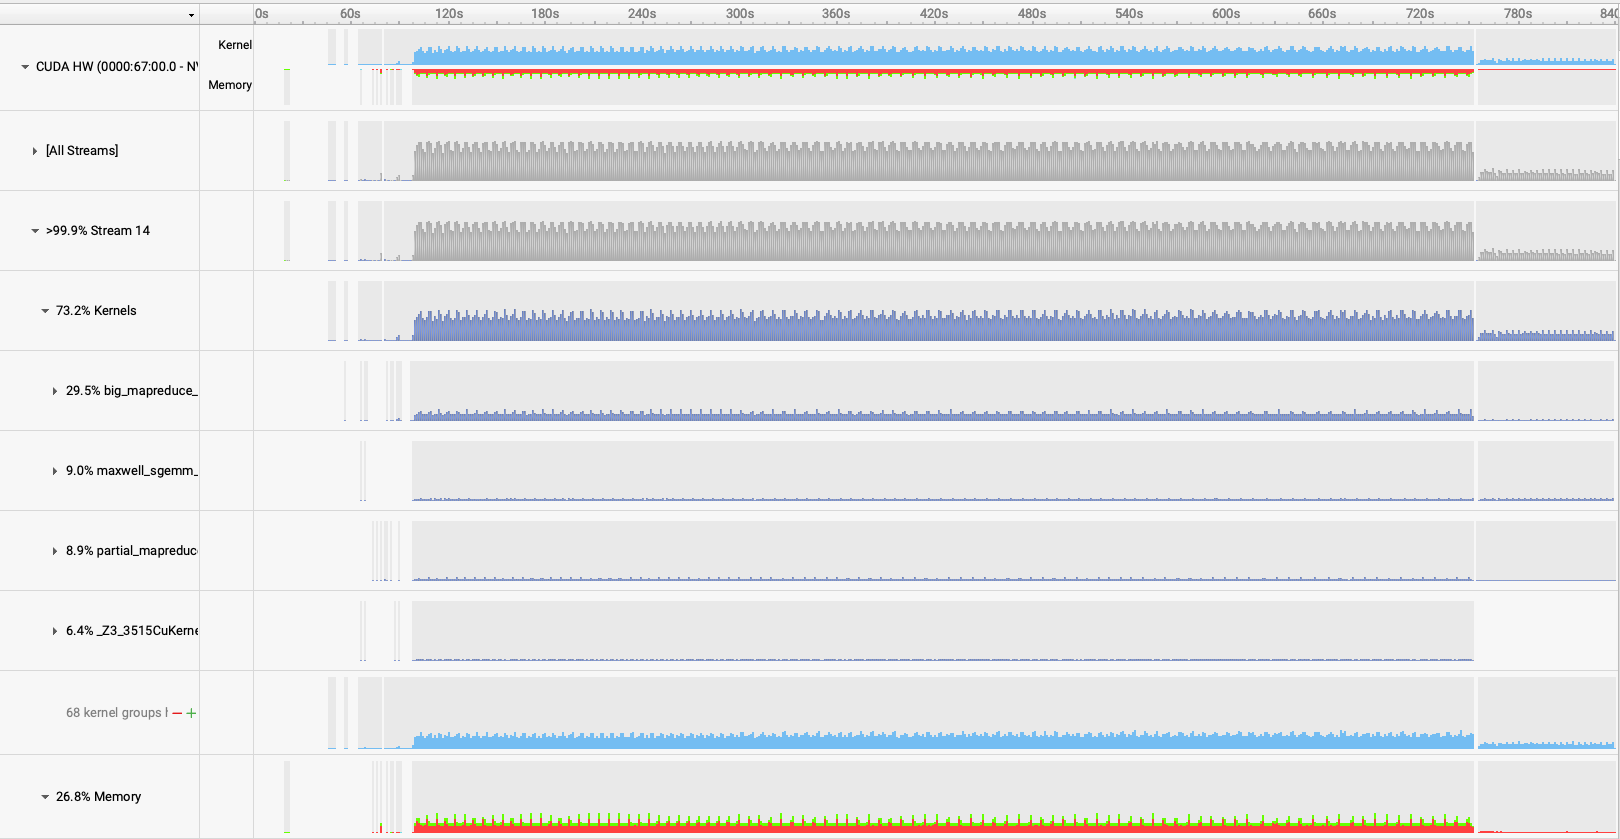 0s 60s 120s 180s 240s 300s 360s 420s 480s 540s 600s 660s 720s 780s 840
Kernel
CUDA HW (0000:67:00.0 - NV
Memory
[All Streams]
>99.9% Stream 14
73.2% Kernels
29.5% big_mapreduce_
9.0% maxwell_sgemm_
8.9% partial_mapreduc
6.4% _Z3_3515CuKerne
68 kernel groups h
26.8% Memory